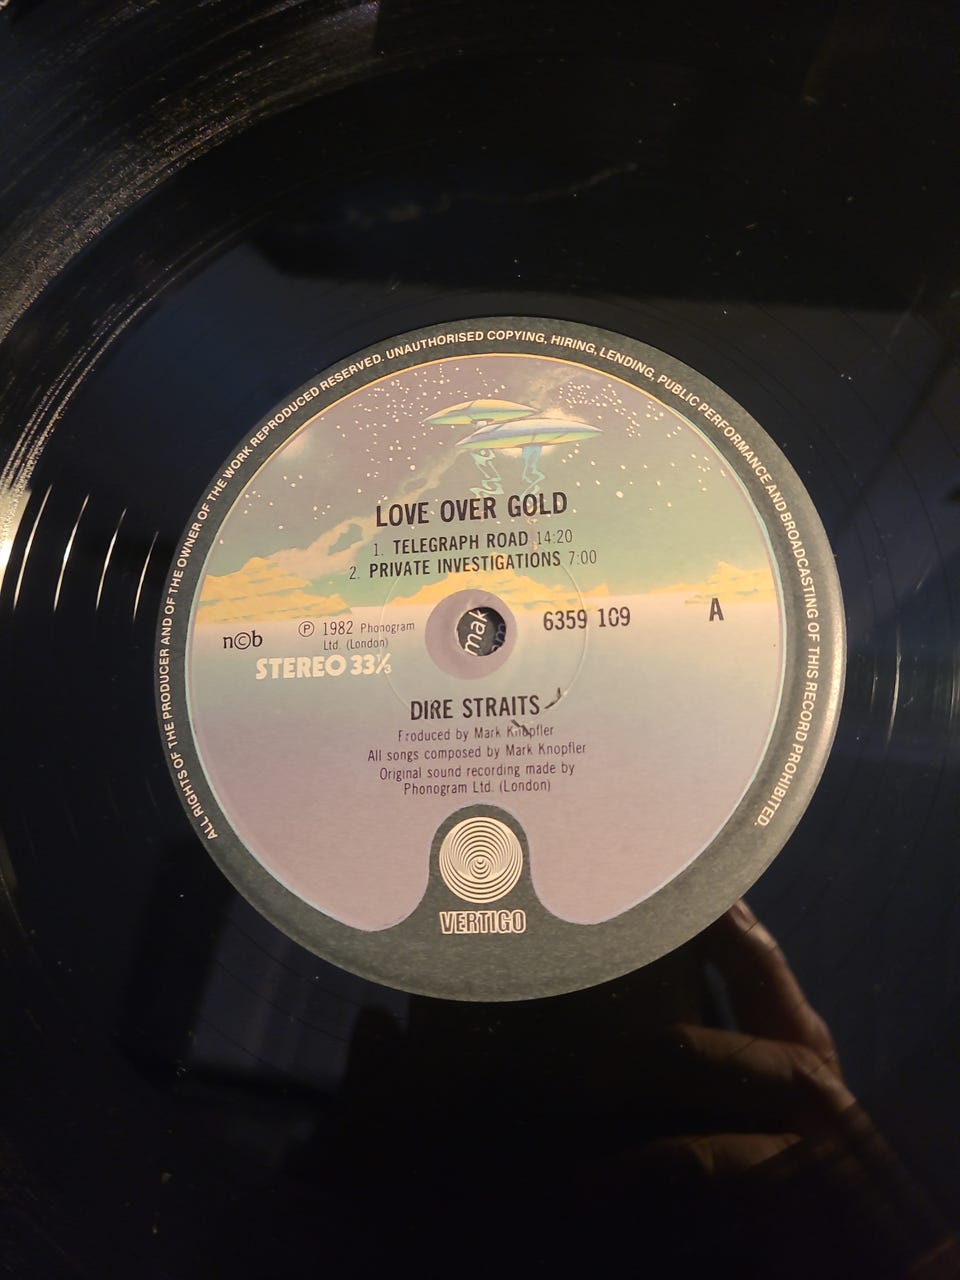 ALL RIGHTS OF THE PRODUCER AND OF THE OWNER OF THE WORK REPRODUCED RESERVED. UNAUTHORISED COPYING, HIRING, LENDING, PUBLIC PERFORMANCE AND BROADCASTING OF THIS RECORD PROHIBITED.
LOVE OVER GOLD
1. TELEGRAPH ROAD 14:20
2. PRIVATE INVESTIGATIONS 7:00
n©b
℗ 1982 Phonogram
Ltd. (London)
STEREO 33⅓
mak
6359 109
A
DIRE STRAITS
Produced by Mark Knopfler
All songs composed by Mark Knopfler
Original sound recording made by
Phonogram Ltd. (London)
VERTIGO